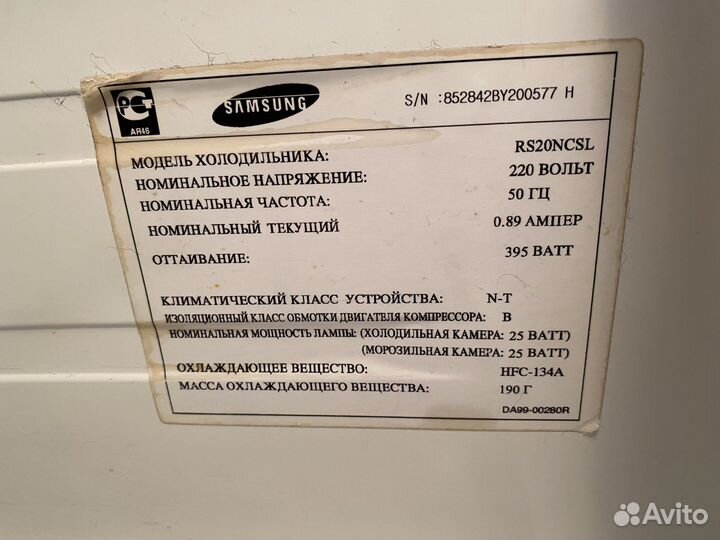 РСТ
AR46
SAMSUNG
S/N :852842BY200577 H
МОДЕЛЬ ХОЛОДИЛЬНИКА: RS20NCSL
НОМИНАЛЬНОЕ НАПРЯЖЕНИЕ: 220 ВОЛЬТ
НОМИНАЛЬНАЯ ЧАСТОТА: 50 ГЦ
НОМИНАЛЬНЫЙ ТЕКУЩИЙ 0.89 АМПЕР
ОТТАИВАНИЕ: 395 ВАТТ
КЛИМАТИЧЕСКИЙ КЛАСС УСТРОЙСТВА: N-T
ИЗОЛЯЦИОННЫЙ КЛАСС ОБМОТКИ ДВИГАТЕЛЯ КОМПРЕССОРА: B
НОМИНАЛЬНАЯ МОЩНОСТЬ ЛАМПЫ: (ХОЛОДИЛЬНАЯ КАМЕРА: 25 ВАТТ)
(МОРОЗИЛЬНАЯ КАМЕРА: 25 ВАТТ)
ОХЛАЖДАЮЩЕЕ ВЕЩЕСТВО: HFC-134A
МАССА ОХЛАЖДАЮЩЕГО ВЕЩЕСТВА: 190 Г
DA99-00280R
Avito